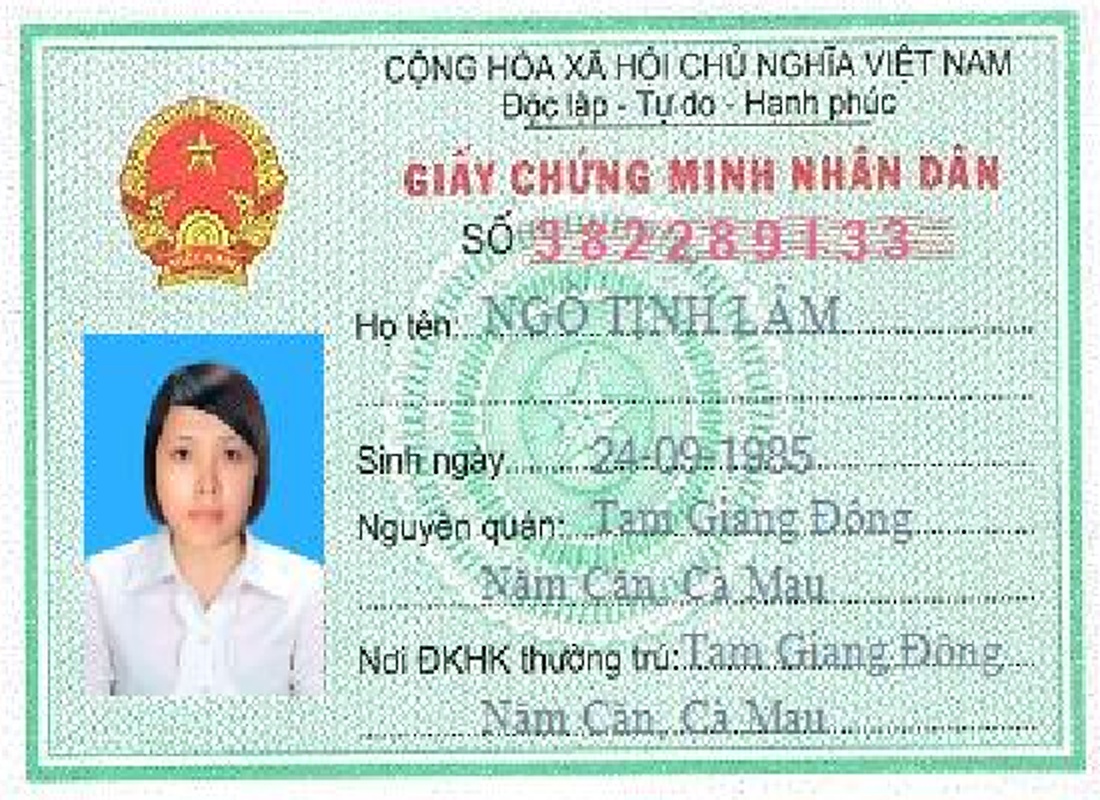 CỘNG HÒA XÃ HỘI CHỦ NGHĨA VIỆT NAM
Độc lập - Tự do - Hạnh phúc
GIẤY CHỨNG MINH NHÂN DÂN
SỐ 382289133
Họ tên: NGÔ TỊNH LÂM
Sinh ngày 24-09-1985
Nguyên quán: Tam Giang Đông
Năm Căn, Cà Mau
Nơi ĐKHK thường trú: Tam Giang Đông
Năm Căn, Cà Mau